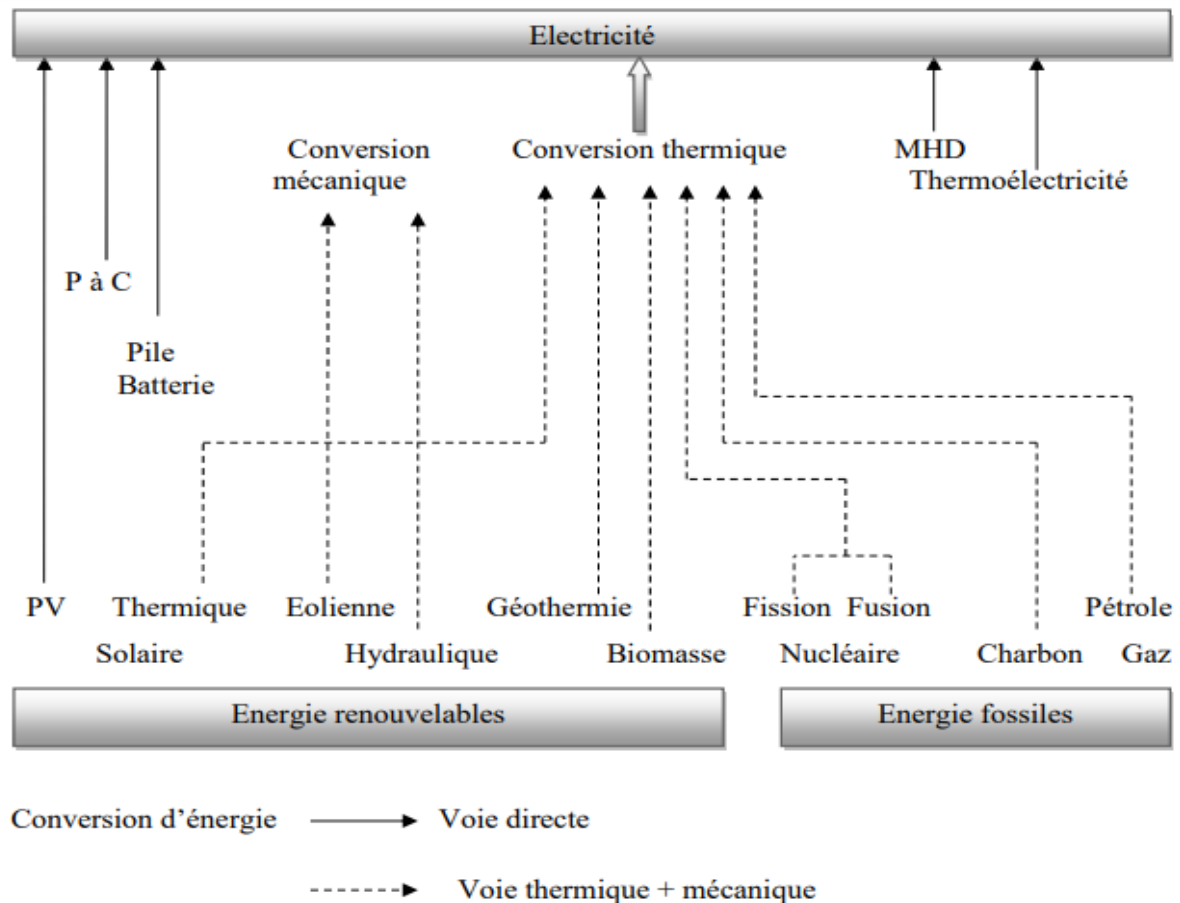 Electricité
Conversion mécanique
Conversion thermique
MHD
Thermoélectricité
P à C
Pile
Batterie
PV Thermique Eolienne Géothermie Fission Fusion Pétrole
Solaire Hydraulique Biomasse Nucléaire Charbon Gaz
Energie renouvelables Energie fossiles
Conversion d’énergie Voie directe
Voie thermique + mécanique